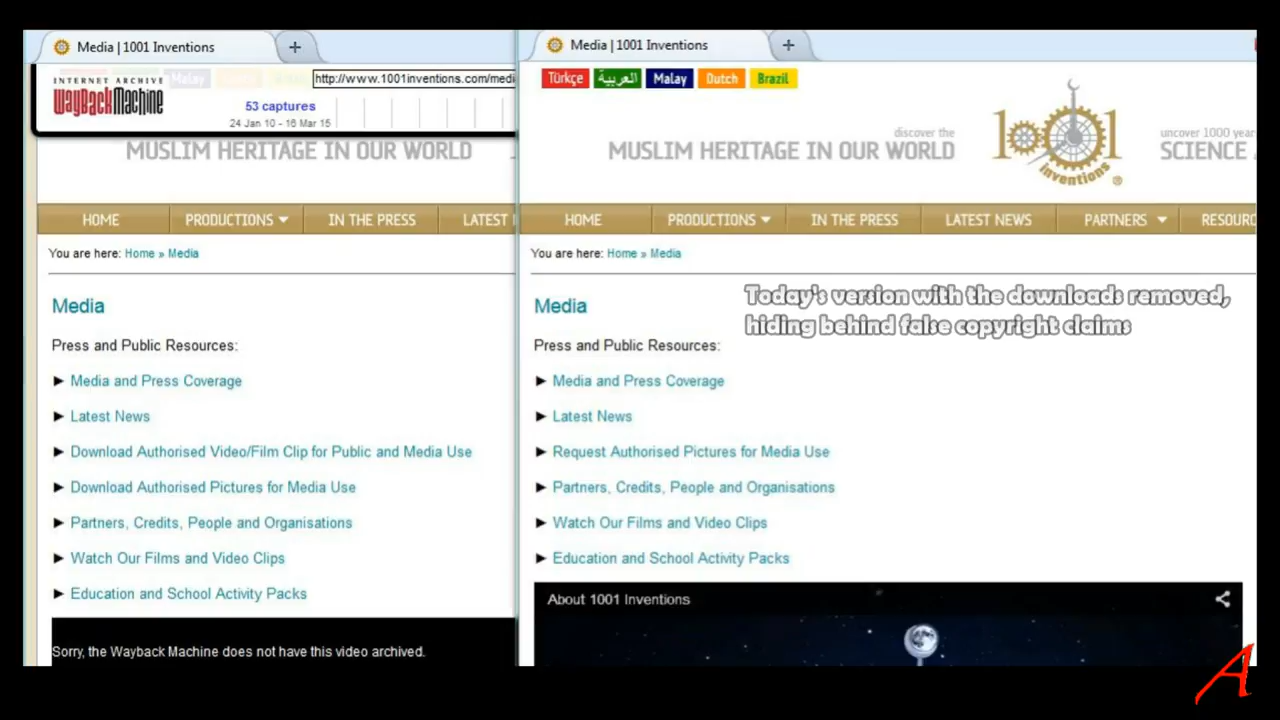 Media | 1001 Inventions
INTERNET ARCHIVE
WayBackMachine
Malay
http://www.1001inventions.com/medi
53 captures
24 Jan 10 - 16 Mar 15
MUSLIM HERITAGE IN OUR WORLD
HOME PRODUCTIONS IN THE PRESS LATEST
You are here: Home » Media
Media
Press and Public Resources:
► Media and Press Coverage
► Latest News
► Download Authorised Video/Film Clip for Public and Media Use
► Download Authorised Pictures for Media Use
► Partners, Credits, People and Organisations
► Watch Our Films and Video Clips
► Education and School Activity Packs
Sorry, the Wayback Machine does not have this video archived.
Media | 1001 Inventions
Türkçe العربية Malay Dutch Brazil
discover the
MUSLIM HERITAGE IN OUR WORLD
1001
inventions®
uncover 1000 year
SCIENCE
HOME PRODUCTIONS IN THE PRESS LATEST NEWS PARTNERS RESOURC
You are here: Home » Media
Today's version with the downloads removed,
hiding behind false copyright claims
Media
Press and Public Resources:
► Media and Press Coverage
► Latest News
► Request Authorised Pictures for Media Use
► Partners, Credits, People and Organisations
► Watch Our Films and Video Clips
► Education and School Activity Packs
About 1001 Inventions
A